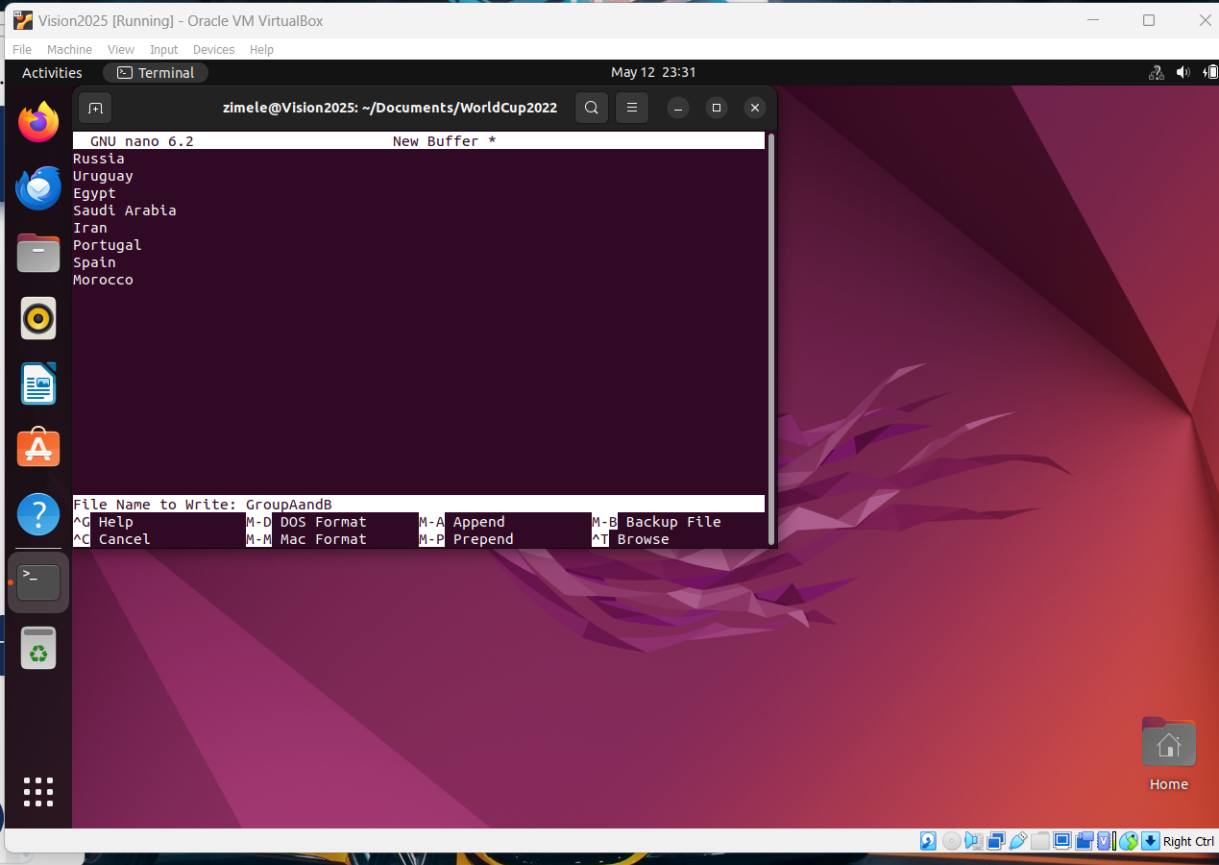 Vision2025 [Running] - Oracle VM VirtualBox
File Machine View Input Devices Help
Activities Terminal May 12 23:31
zimele@Vision2025: ~/Documents/WorldCup2022
GNU nano 6.2 New Buffer *
Russia
Uruguay
Egypt
Saudi Arabia
Iran
Portugal
Spain
Morocco
File Name to Write: GroupAandB
^G Help M-D DOS Format M-A Append M-B Backup File
^C Cancel M-M Mac Format M-P Prepend ^T Browse
Home
Right Ctrl